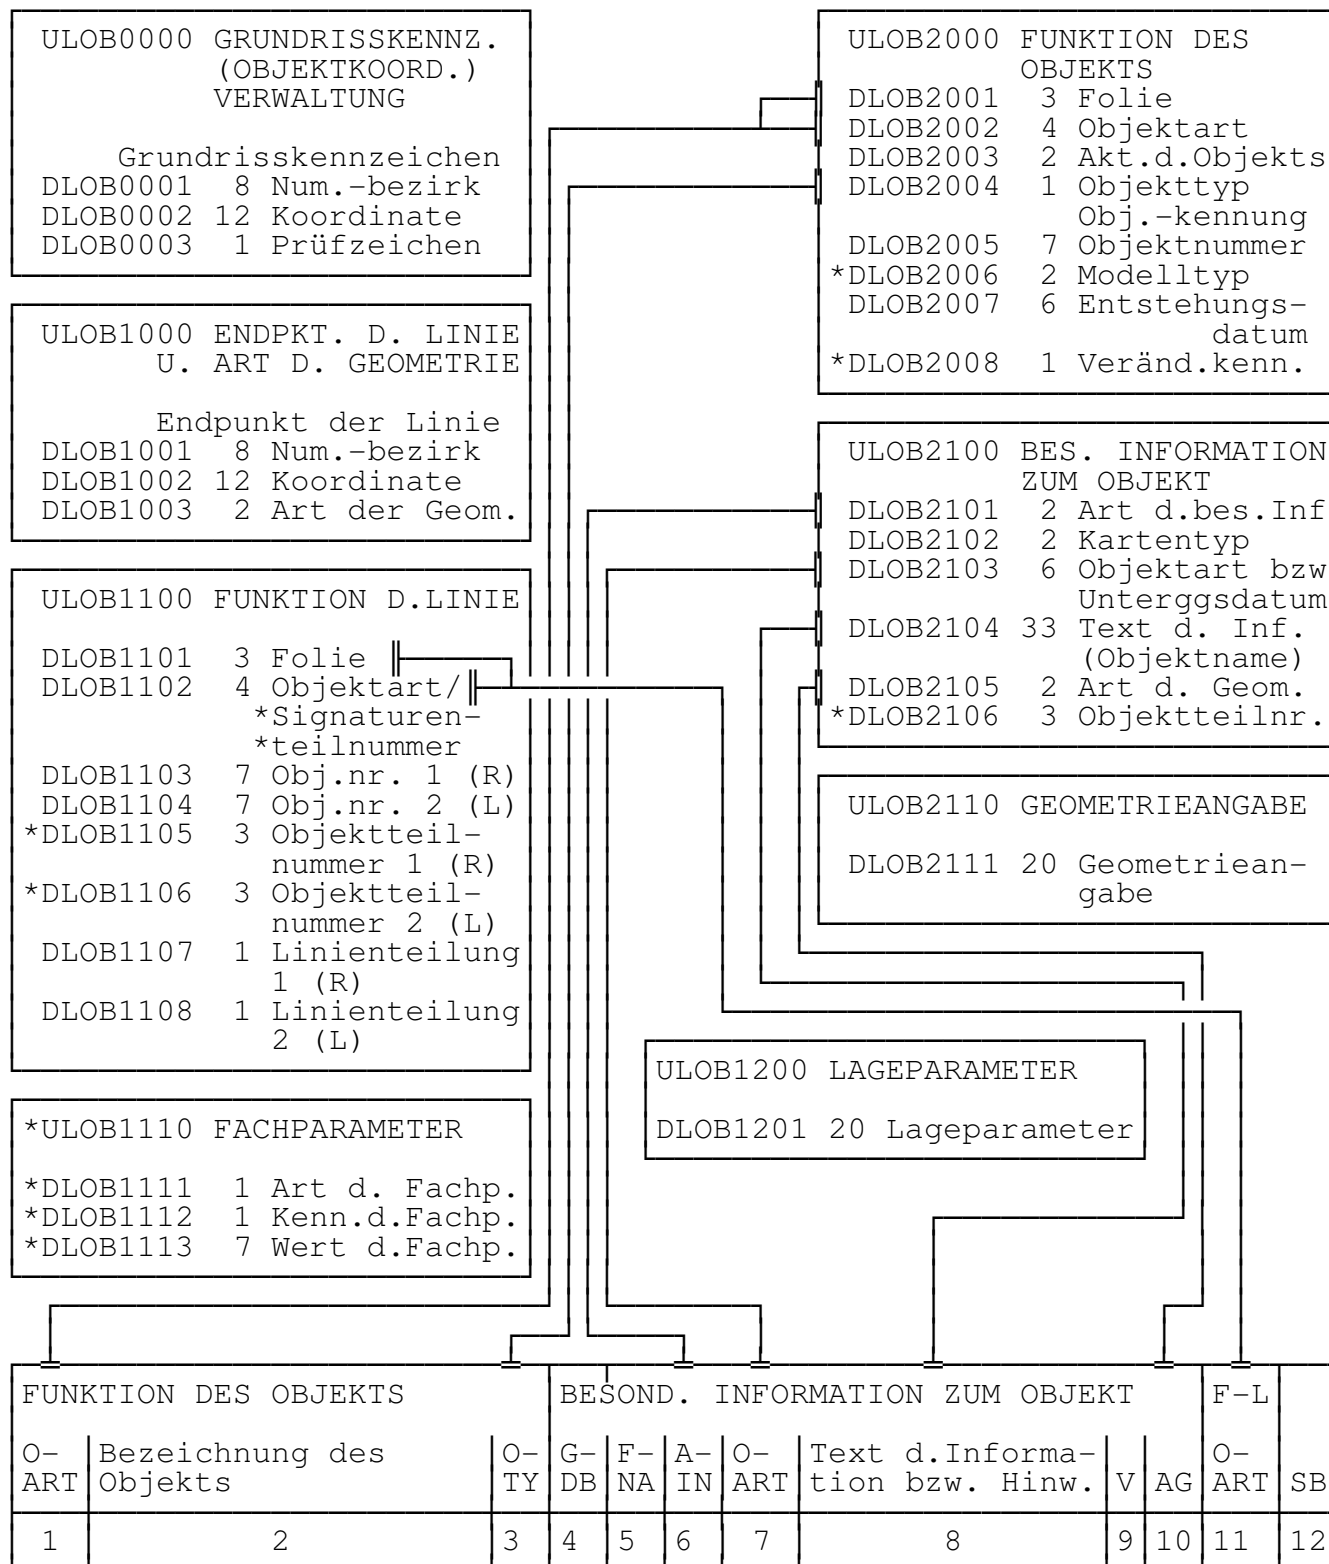 ULOB0000 GRUNDRISSKENNZ.
(OBJEKTKOORD.)
VERWALTUNG
Grundrisskennzeichen
DLOB0001 8 Num.-bezirk
DLOB0002 12 Koordinate
DLOB0003 1 Prüfzeichen
ULOB1000 ENDPKT. D. LINIE
U. ART D. GEOMETRIE
Endpunkt der Linie
DLOB1001 8 Num.-bezirk
DLOB1002 12 Koordinate
DLOB1003 2 Art der Geom.
ULOB1100 FUNKTION D.LINIE
DLOB1101 3 Folie
DLOB1102 4 Objektart/
*Signaturen-
*teilnummer
DLOB1103 7 Obj.nr. 1 (R)
DLOB1104 7 Obj.nr. 2 (L)
*DLOB1105 3 Objektteil-
nummer 1 (R)
*DLOB1106 3 Objektteil-
nummer 2 (L)
DLOB1107 1 Linienteilung
1 (R)
DLOB1108 1 Linienteilung
2 (L)
*ULOB1110 FACHPARAMETER
*DLOB1111 1 Art d. Fachp.
*DLOB1112 1 Kenn.d.Fachp.
*DLOB1113 7 Wert d.Fachp.
ULOB2000 FUNKTION DES
OBJEKTS
DLOB2001 3 Folie
DLOB2002 4 Objektart
DLOB2003 2 Akt.d.Objekts
DLOB2004 1 Objekttyp
Obj.-kennung
DLOB2005 7 Objektnummer
*DLOB2006 2 Modelltyp
DLOB2007 6 Entstehungs-
datum
*DLOB2008 1 Veränd.kenn.
ULOB2100 BES. INFORMATION
ZUM OBJEKT
DLOB2101 2 Art d.bes.Inf
DLOB2102 2 Kartentyp
DLOB2103 6 Objektart bzw
Unterggsdatum
DLOB2104 33 Text d. Inf.
(Objektname)
DLOB2105 2 Art d. Geom.
*DLOB2106 3 Objektteilnr.
ULOB2110 GEOMETRIEANGABE
DLOB2111 20 Geometriean-
gabe
ULOB1200 LAGEPARAMETER
DLOB1201 20 Lageparameter
FUNKTION DES OBJEKTS BESOND. INFORMATION ZUM OBJEKT F-L
O- Bezeichnung des O- G- F- A- O- Text d.Informa- O-
ART Objekts TY DB NA IN ART tion bzw. Hinw. V AG ART SB
1 2 3 4 5 6 7 8 9 10 11 12